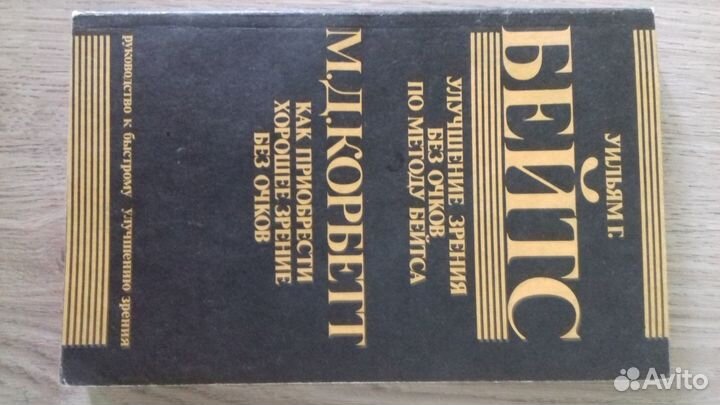 УИЛЬЯМ Г.
БЕЙТС
УЛУЧШЕНИЕ ЗРЕНИЯ
БЕЗ ОЧКОВ
ПО МЕТОДУ БЕЙТСА
М.Д.КОРБЕТТ
КАК ПРИОБРЕСТИ
ХОРОШЕЕ ЗРЕНИЕ
БЕЗ ОЧКОВ
РУКОВОДСТВО К БЫСТРОМУ УЛУЧШЕНИЮ ЗРЕНИЯ
Avito